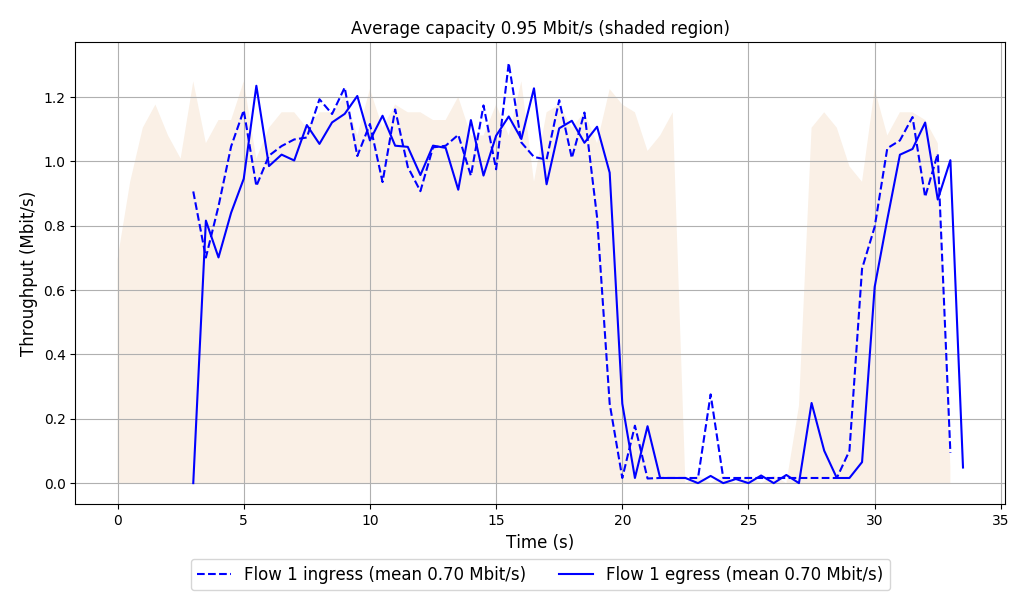 Average capacity 0.95 Mbit/s (shaded region)
Throughput (Mbit/s)
1.2
1.0
0.8
0.6
0.4
0.2
0.0
0 5 10 15 20 25 30 35
Time (s)
Flow 1 ingress (mean 0.70 Mbit/s) Flow 1 egress (mean 0.70 Mbit/s)